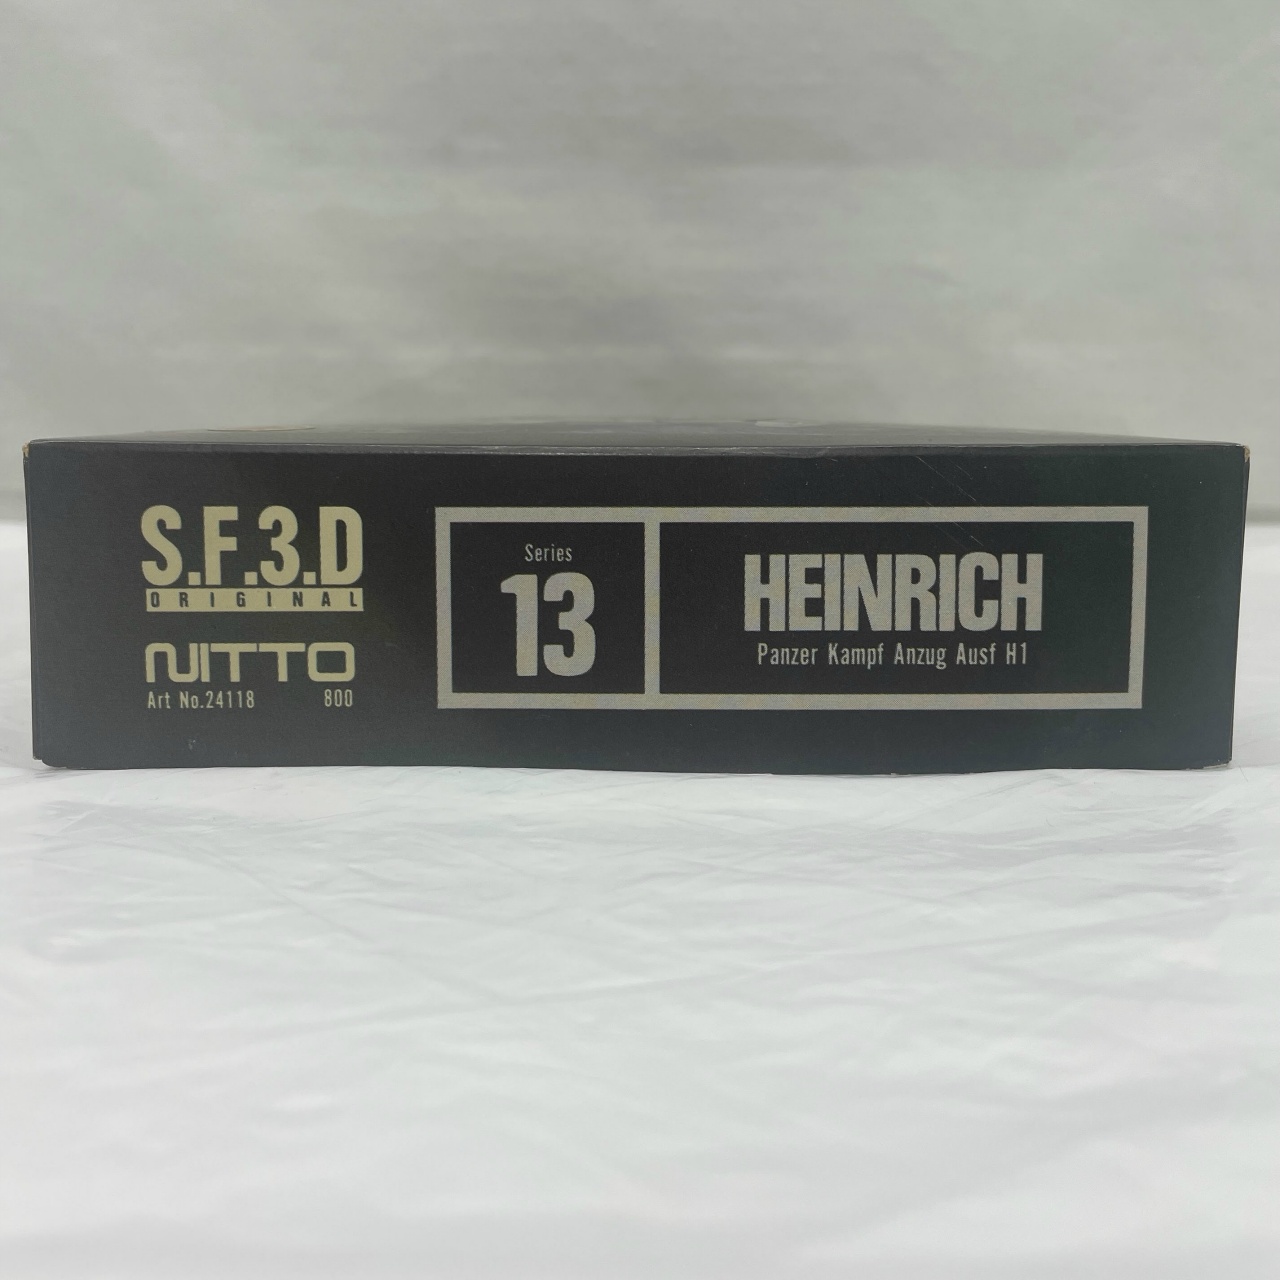 S.F.3.D
ORIGINAL
NITTO
Art No.24118 800
Series
13
HEINRICH
Panzer Kampf Anzug Ausf H1